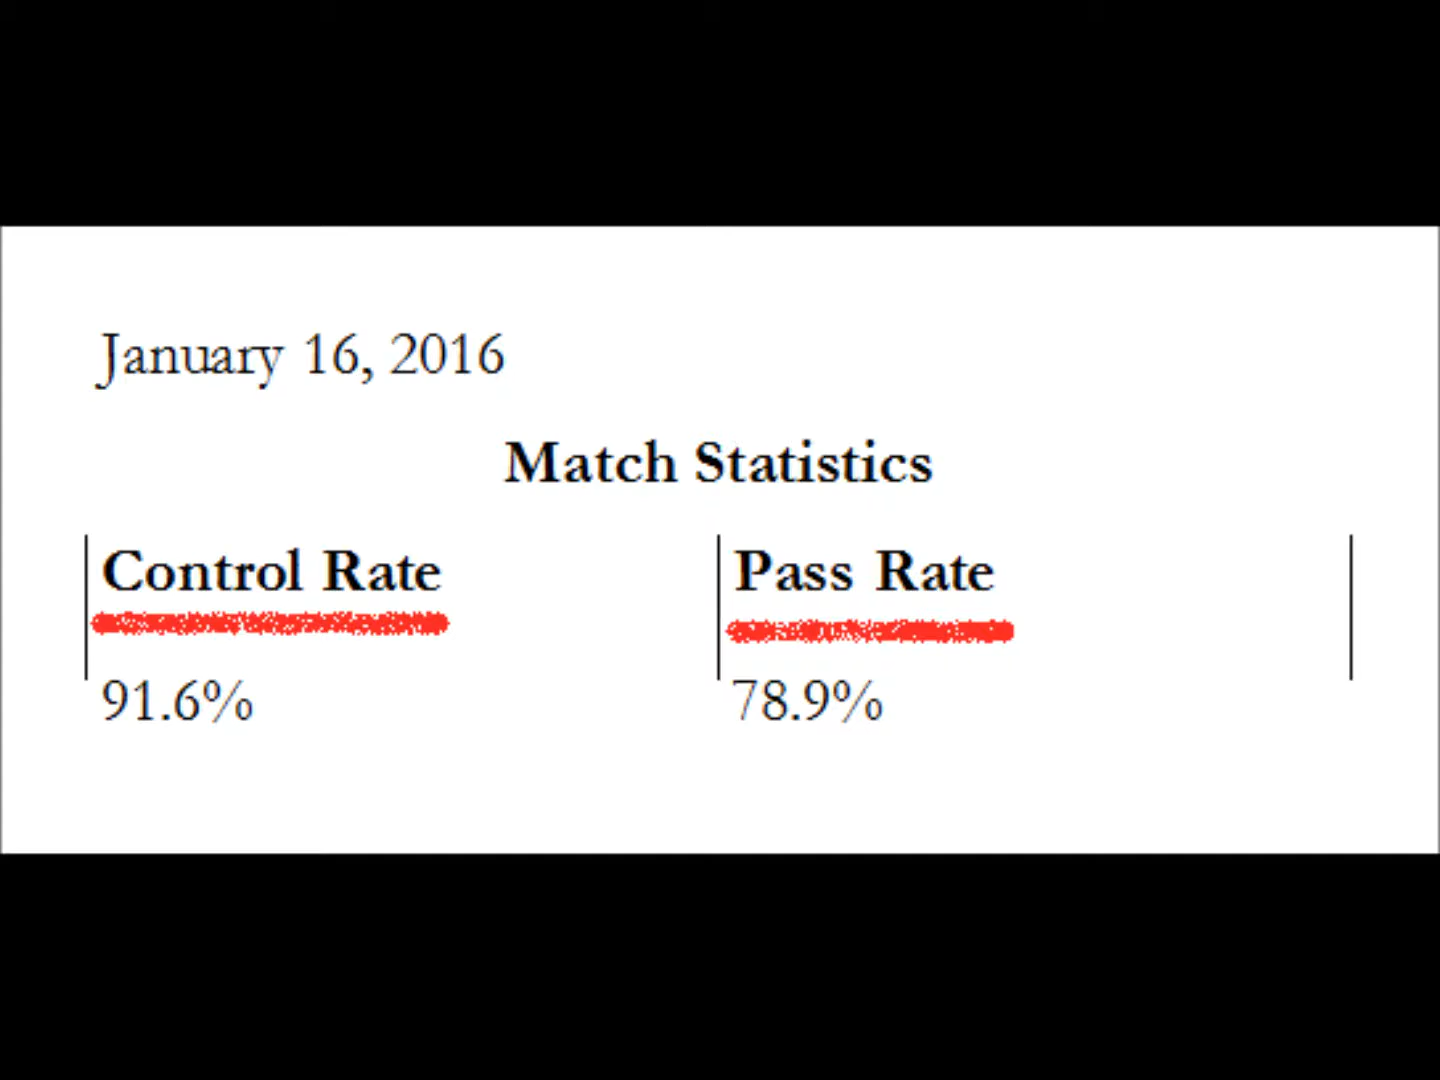 January 16, 2016
Match Statistics
Control Rate Pass Rate
91.6% 78.9%